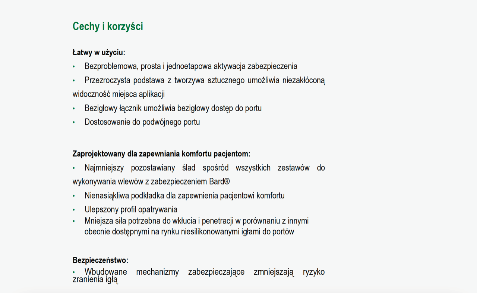 Cechy i korzyści
Łatwy w użyciu:
• Bezproblemowa, prosta i jednoetapowa aktywacja zabezpieczenia
• Przezroczysta podstawa z tworzywa sztucznego umożliwia niezakłóconą
widoczność miejsca aplikacji
• Bezigłowy łącznik umożliwia bezigłowy dostęp do portu
• Dostosowanie do podwójnego portu
Zaprojektowany dla zapewniania komfortu pacjentom:
• Najmniejszy pozostawiany ślad spośród wszystkich zestawów do
wykonywania wlewów z zabezpieczeniem Bard®
• Nienasiąkliwa podkładka dla zapewnienia pacjentowi komfortu
• Ulepszony profil opatrywania
• Mniejsza siła potrzebna do wkłucia i penetracji w porównaniu z innymi
obecnie dostępnymi na rynku niesilikonowanymi igłami do portów
Bezpieczeństwo:
• Wbudowane mechanizmy zabezpieczające zmniejszają ryzyko
zranienia igłą